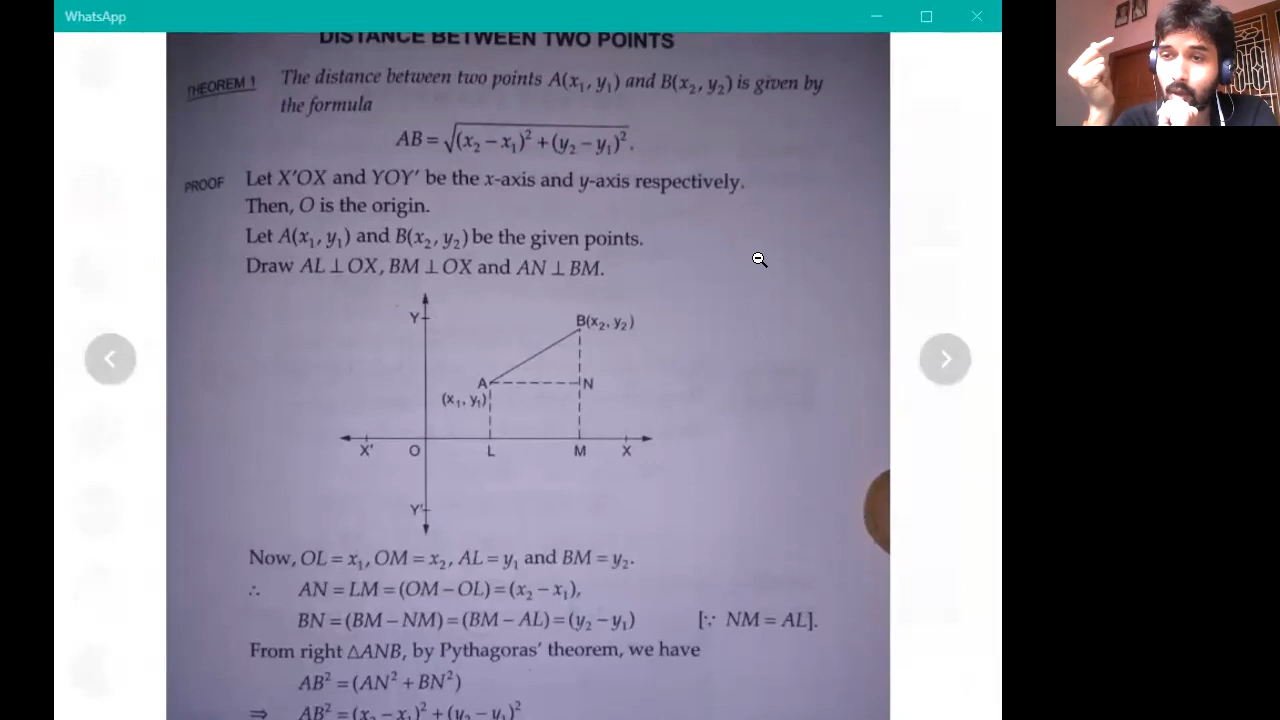 WhatsApp
DISTANCE BETWEEN TWO POINTS
THEOREM 1 The distance between two points A(x₁, y₁) and B(x₂, y₂) is given by
the formula
AB = √(x₂ − x₁)² + (y₂ − y₁)².
PROOF Let X'OX and YOY' be the x-axis and y-axis respectively.
Then, O is the origin.
Let A(x₁, y₁) and B(x₂, y₂) be the given points.
Draw AL ⊥ OX, BM ⊥ OX and AN ⊥ BM.
Y
B(x₂, y₂)
A
N
(x₁, y₁)
X' O L M X
Y'
Now, OL = x₁, OM = x₂, AL = y₁ and BM = y₂.
∴ AN = LM = (OM − OL) = (x₂ − x₁),
BN = (BM − NM) = (BM − AL) = (y₂ − y₁) [∵ NM = AL].
From right △ANB, by Pythagoras' theorem, we have
AB² = (AN² + BN²)
⇒ AB² = (x₂ − x₁)² + (y₂ − y₁)²